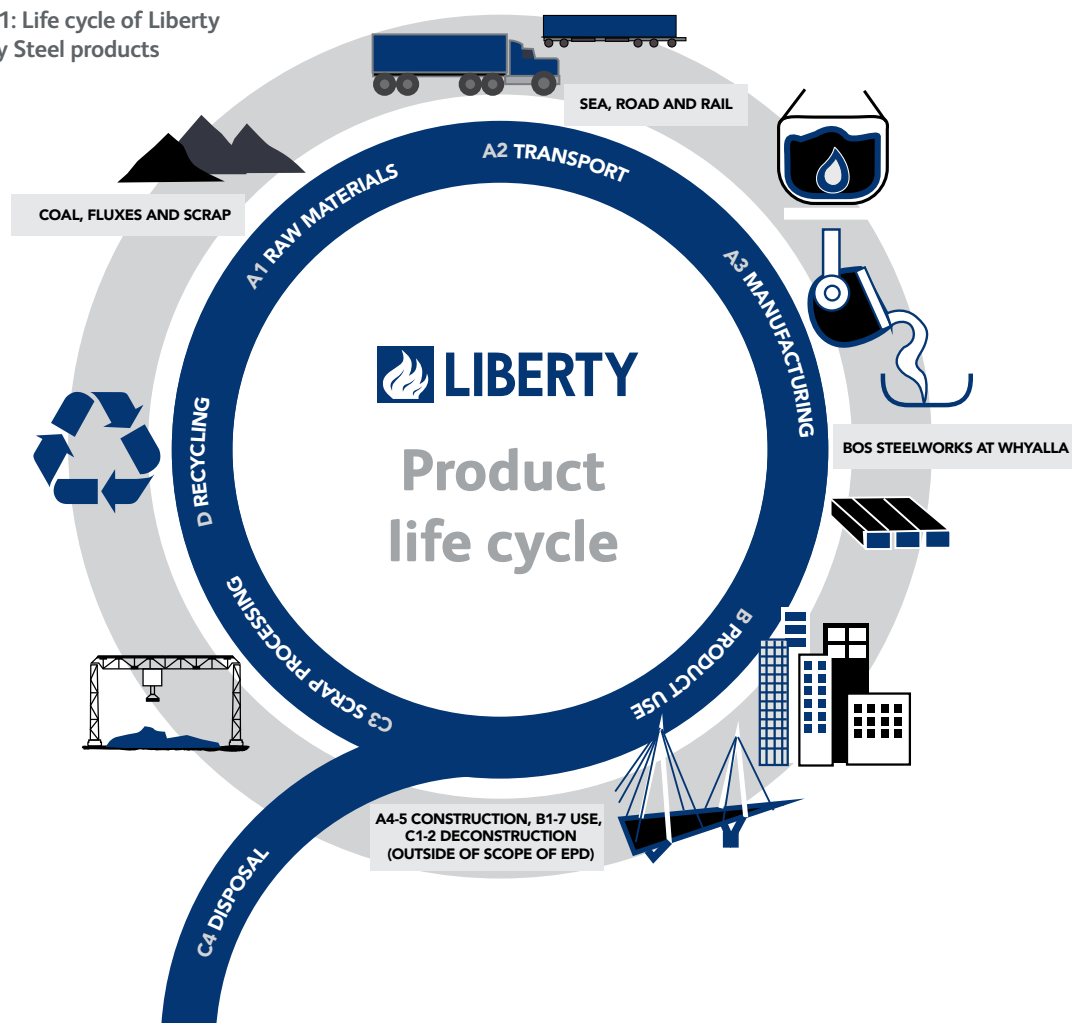 1: Life cycle of Liberty
Steel products
SEA, ROAD AND RAIL
A2 TRANSPORT
COAL, FLUXES AND SCRAP
A1 RAW MATERIALS
A3 MANUFACTURING
LIBERTY
Product
life cycle
BOS STEELWORKS AT WHYALLA
D RECYCLING
B PRODUCT USE
C3 SCRAP PROCESSING
A4-5 CONSTRUCTION, B1-7 USE,
C1-2 DECONSTRUCTION
(OUTSIDE OF SCOPE OF EPD)
C4 DISPOSAL